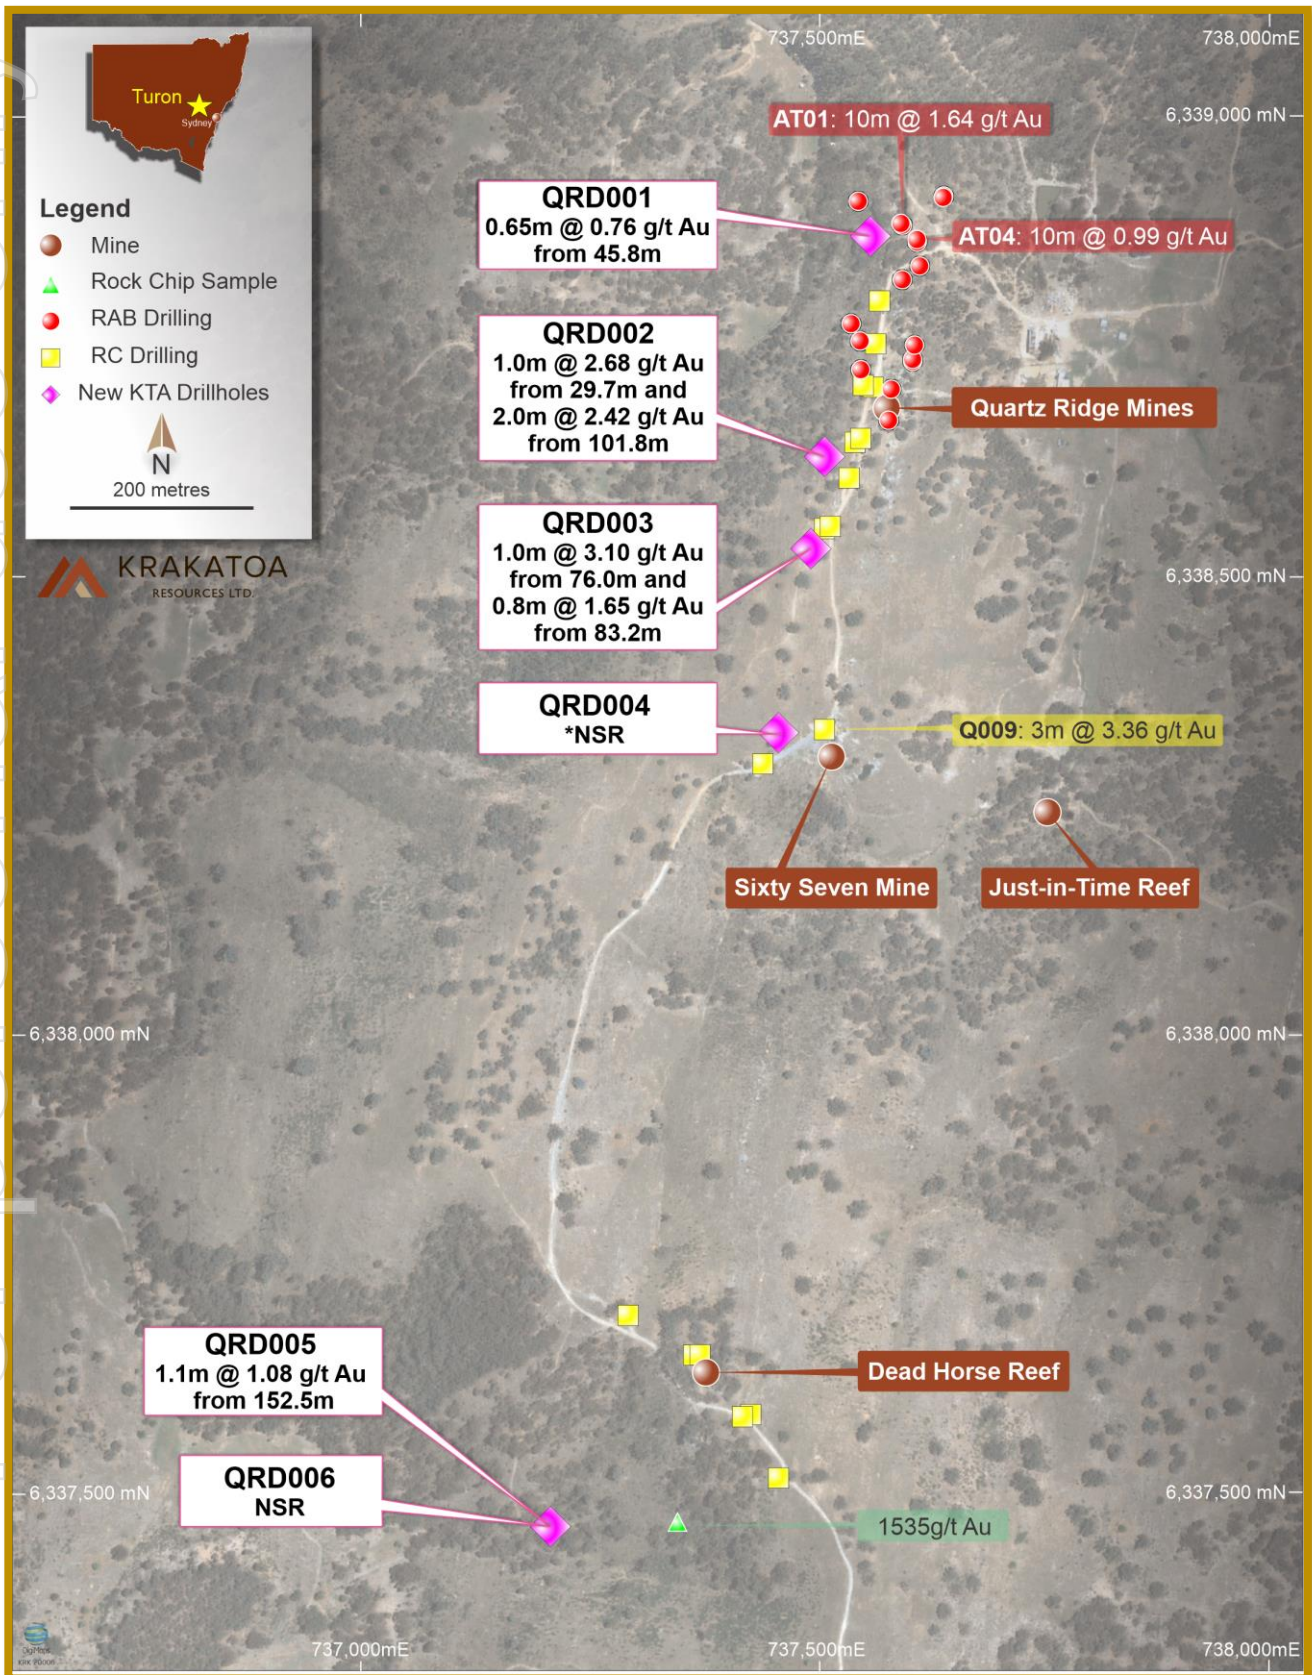 737,500mE
738,000mE
Turon
Sydney
6,339,000 mN
AT01: 10m @ 1.64 g/t Au
Legend
Mine
Rock Chip Sample
RAB Drilling
RC Drilling
New KTA Drillholes
N
200 metres
KRAKATOA
RESOURCES LTD.
QRD001
0.65m @ 0.76 g/t Au
from 45.8m
AT04: 10m @ 0.99 g/t Au
QRD002
1.0m @ 2.68 g/t Au
from 29.7m and
2.0m @ 2.42 g/t Au
from 101.8m
Quartz Ridge Mines
QRD003
1.0m @ 3.10 g/t Au
from 76.0m and
0.8m @ 1.65 g/t Au
from 83.2m
6,338,500 mN
QRD004
*NSR
Q009: 3m @ 3.36 g/t Au
Sixty Seven Mine
Just-in-Time Reef
6,338,000 mN
6,338,000 mN
QRD005
1.1m @ 1.08 g/t Au
from 152.5m
Dead Horse Reef
QRD006
NSR
6,337,500 mN
6,337,500 mN
1535g/t Au
737,000mE
737,500mE
738,000mE
DigiMaps